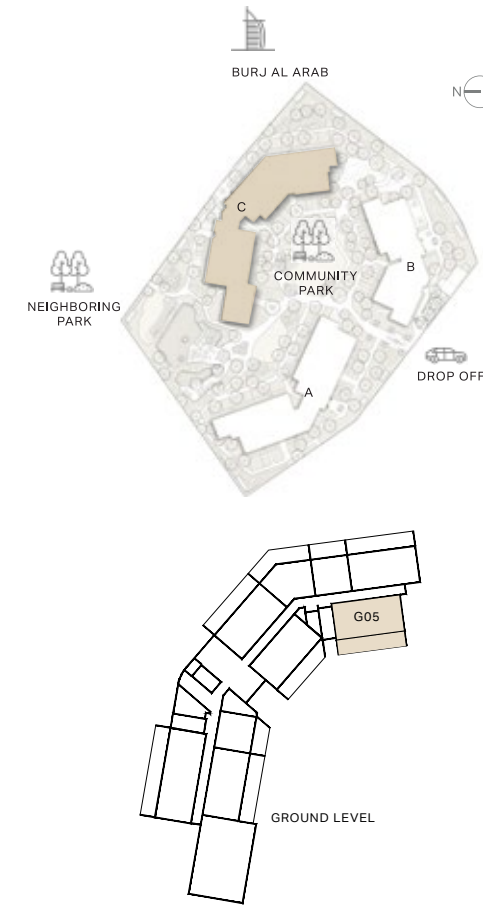 BURJ AL ARAB
N
C
B
COMMUNITY
PARK
NEIGHBORING
PARK
DROP OFF
A
G05
GROUND LEVEL